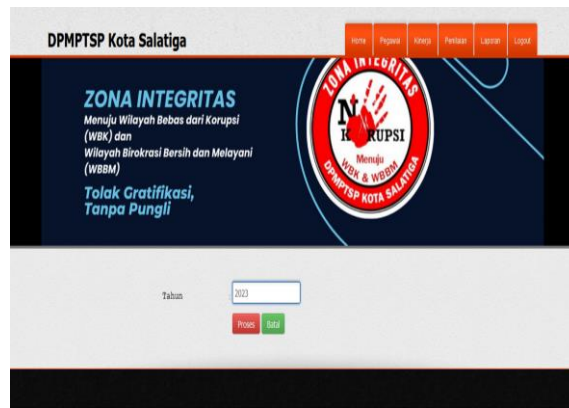 DPMPTSP Kota Salatiga
Home Pegawai Kinerja Penilaian Laporan Logout
ZONA INTEGRITAS
Menuju Wilayah Bebas dari Korupsi
(WBK) dan
Wilayah Birokrasi Bersih dan Melayani
(WBBM)
Tolak Gratifikasi,
Tanpa Pungli
ZONA INTEGRITAS
NO
KORUPSI
Menuju
WBK & WBBM
DPMPTSP KOTA SALATIGA
Tahun 2023
Proses Batal